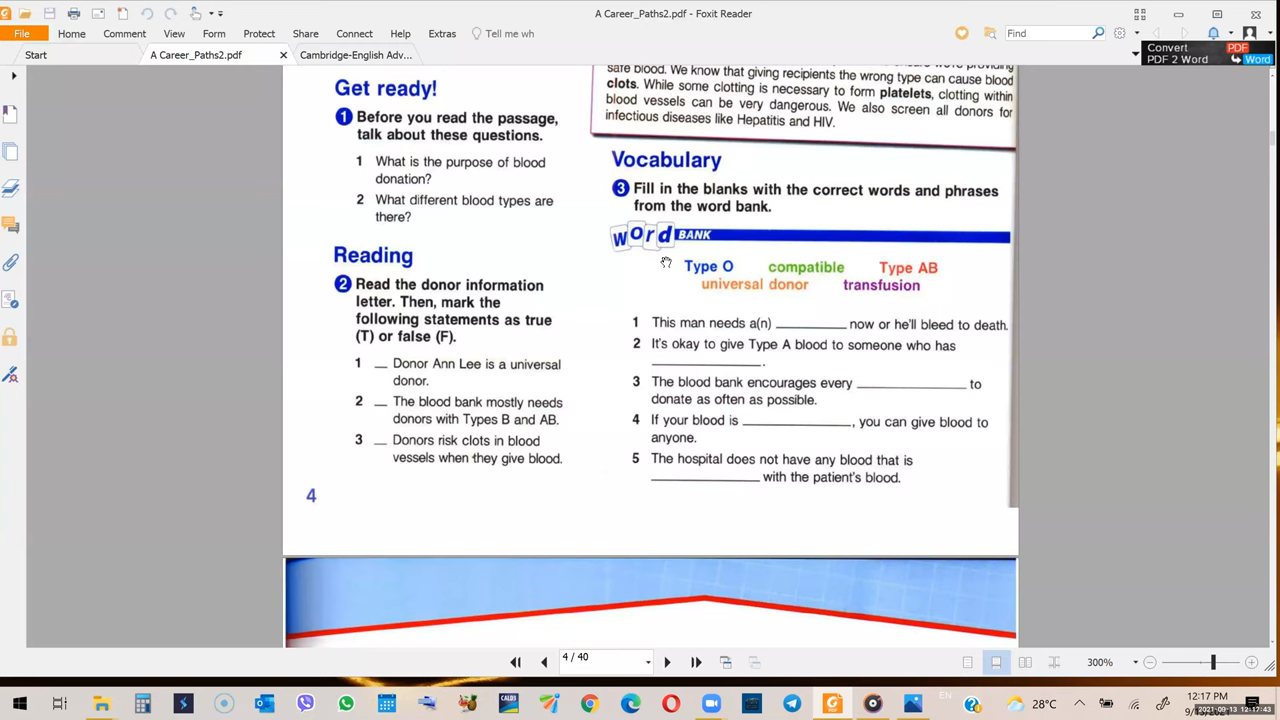 A Career_Paths2.pdf - Foxit Reader
File Home Comment View Form Protect Share Connect Help Extras Tell me wh Find
Start A Career_Paths2.pdf Cambridge-English Adv...
Convert PDF
PDF 2 Word Word
Get ready!
1 Before you read the passage,
talk about these questions.
1 What is the purpose of blood
donation?
2 What different blood types are
there?
Reading
2 Read the donor information
letter. Then, mark the
following statements as true
(T) or false (F).
1 __ Donor Ann Lee is a universal
donor.
2 __ The blood bank mostly needs
donors with Types B and AB.
3 __ Donors risk clots in blood
vessels when they give blood.
4
safe blood. We know that giving recipients the wrong type can cause blood
clots. While some clotting is necessary to form platelets, clotting within
blood vessels can be very dangerous. We also screen all donors for
infectious diseases like Hepatitis and HIV.
Vocabulary
3 Fill in the blanks with the correct words and phrases
from the word bank.
Word BANK
Type O compatible Type AB
universal donor transfusion
1 This man needs a(n) __________ now or he'll bleed to death.
2 It's okay to give Type A blood to someone who has
_______________.
3 The blood bank encourages every _______________ to
donate as often as possible.
4 If your blood is _______________, you can give blood to
anyone.
5 The hospital does not have any blood that is
_______________ with the patient's blood.
4 / 40
300%
CALDI
28°C
EN
12:17 PM
2021-09-13 12:17:43